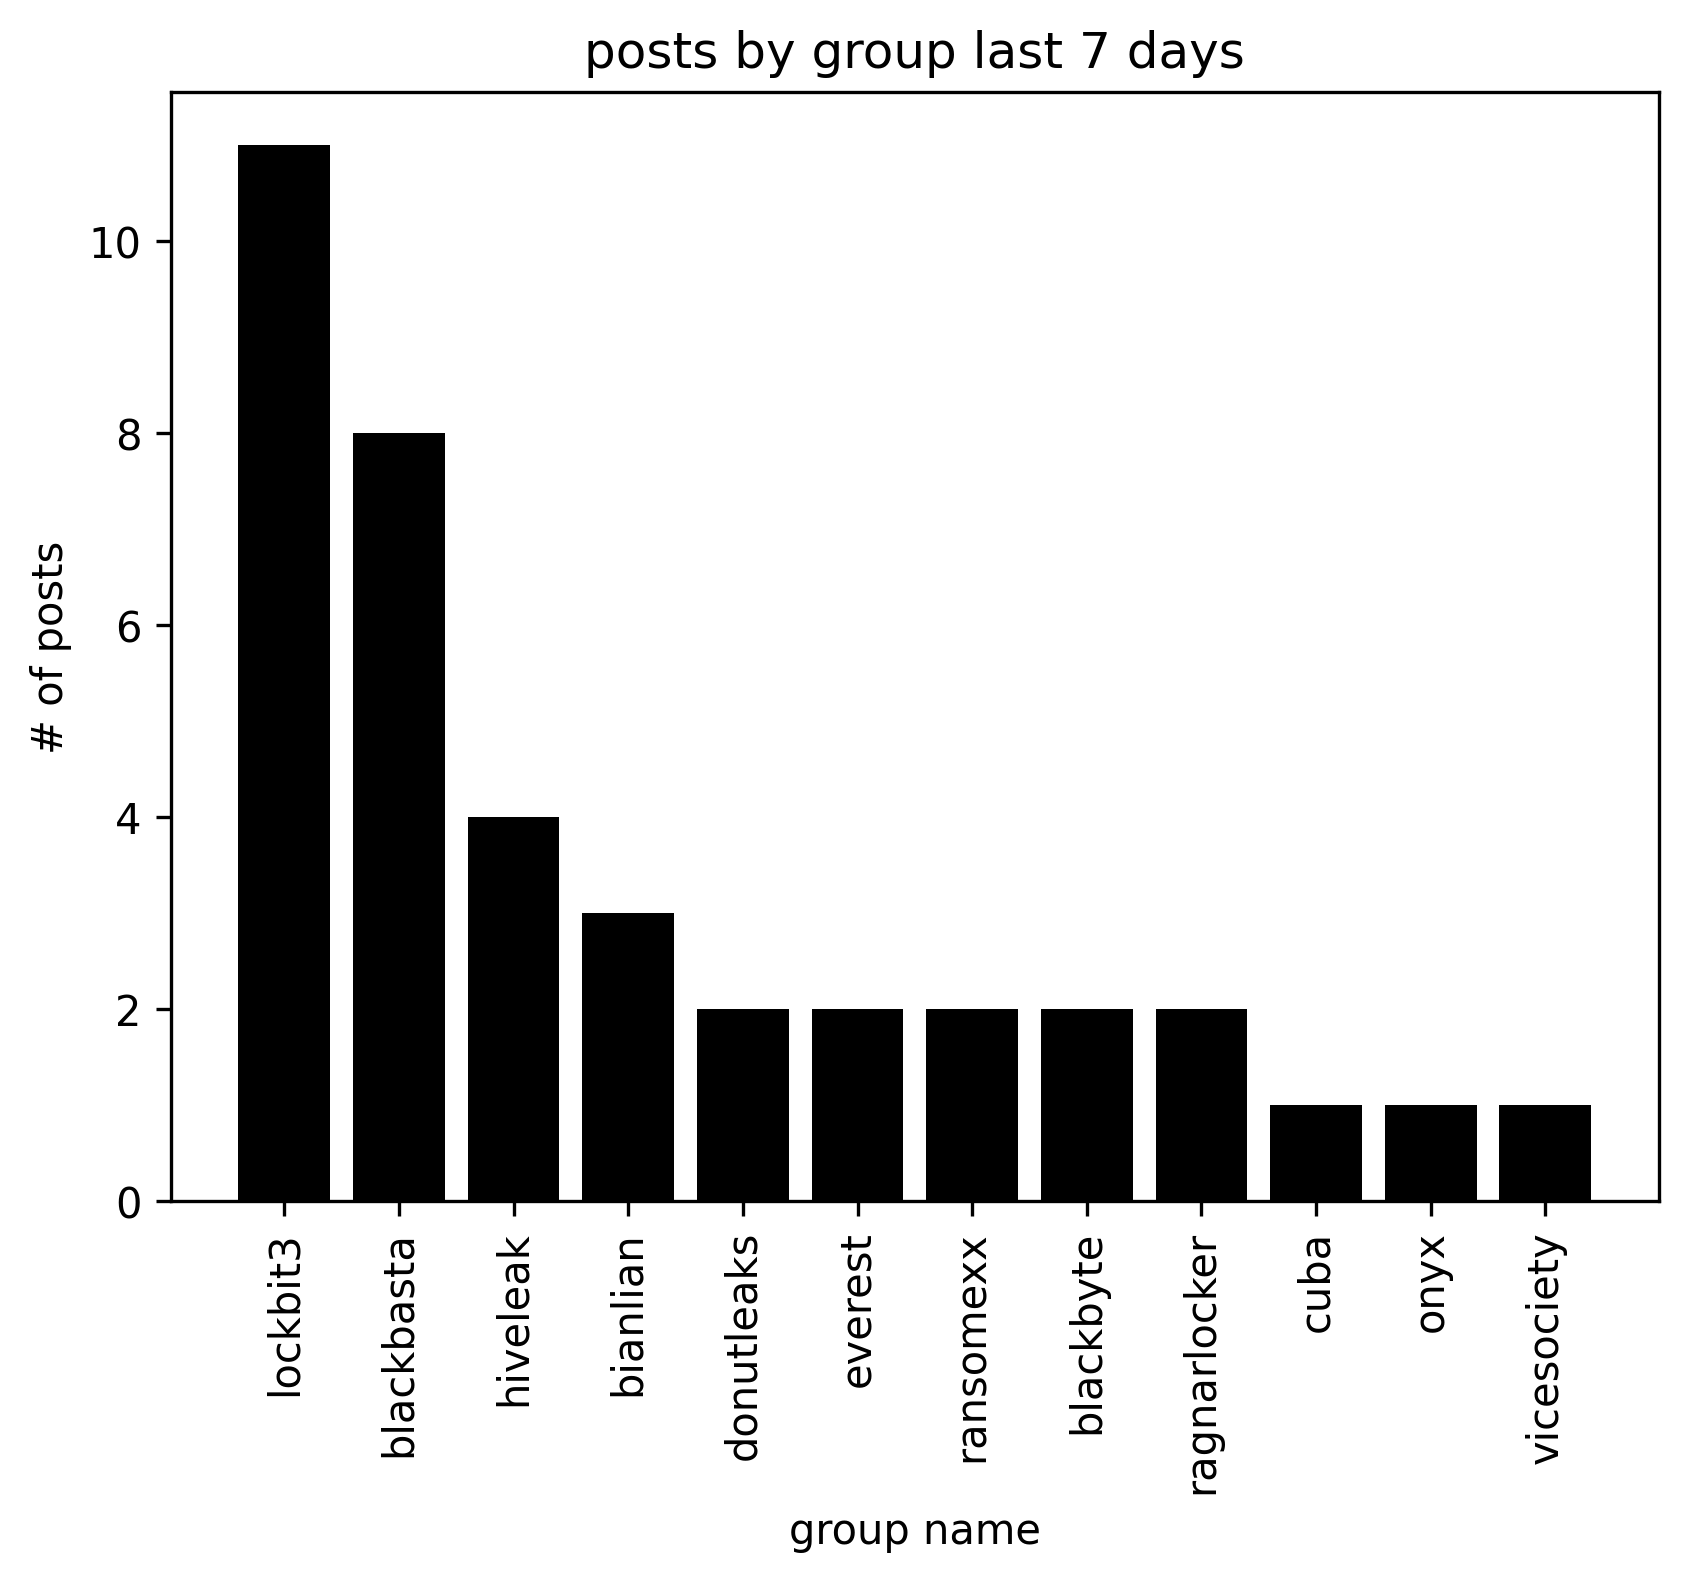 posts by group last 7 days
# of posts
10
8
6
4
2
0
lockbit3
blackbasta
hiveleak
bianlian
donutleaks
everest
ransomexx
blackbyte
ragnarlocker
cuba
onyx
vicesociety
group name